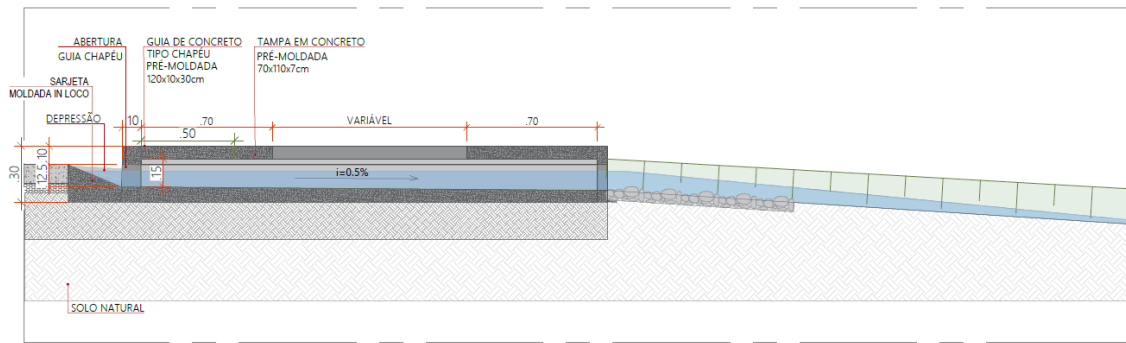 ABERTURA
GUIA CHAPÉU
GUIA DE CONCRETO
TIPO CHAPÉU
PRÉ-MOLDADA
120x10x30cm
TAMPA EM CONCRETO
PRÉ-MOLDADA
70x110x7cm
SARJETA
MOLDADA IN LOCO
DEPRESSÃO
10
.70
VARIÁVEL
.70
.50
30
12.5
.10
.15
i=0.5%
SOLO NATURAL